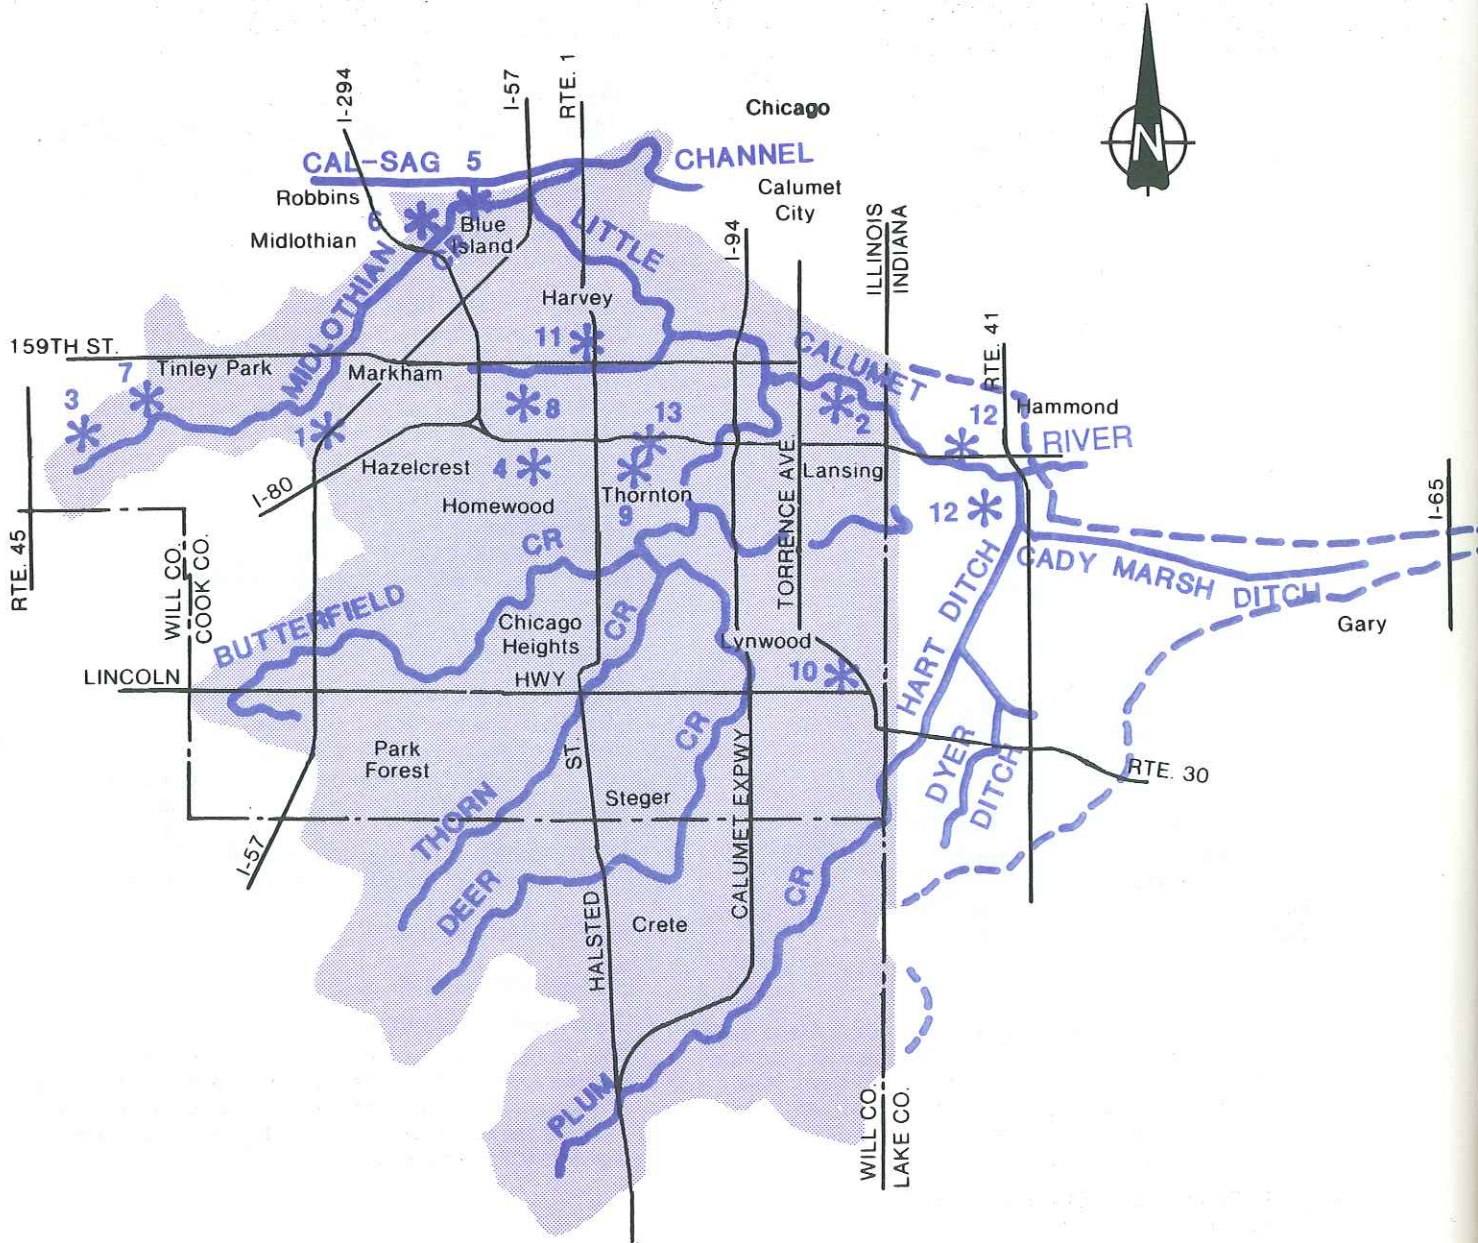 I-294
I-57
RTE. 1
Chicago
N
CAL-SAG 5 CHANNEL
Robbins
Calumet
City
6
Blue
Island
Midlothian
MIDLOTHIAN CR
LITTLE
I-94
ILLINOIS
INDIANA
Harvey
11
159TH ST.
Tinley Park
Markham
CALUMET
RTE. 41
7
3
1
8
13
2
12
Hammond
RIVER
I-80
Hazelcrest
4
Thornton
Lansing
Homewood
9
12
I-65
RTE. 45
WILL CO.
COOK CO.
CR
TORRENCE AVE
HART DITCH
CADY MARSH DITCH
BUTTERFIELD
Chicago
Heights
CR
Lynwood
Gary
LINCOLN
HWY
10
Park
Forest
ST.
CR
DYER
DITCH
RTE. 30
Steger
CALUMET EXPWY
THORN
I-57
DEER
HALSTED
Crete
CR
PLUM
WILL CO.
LAKE CO.